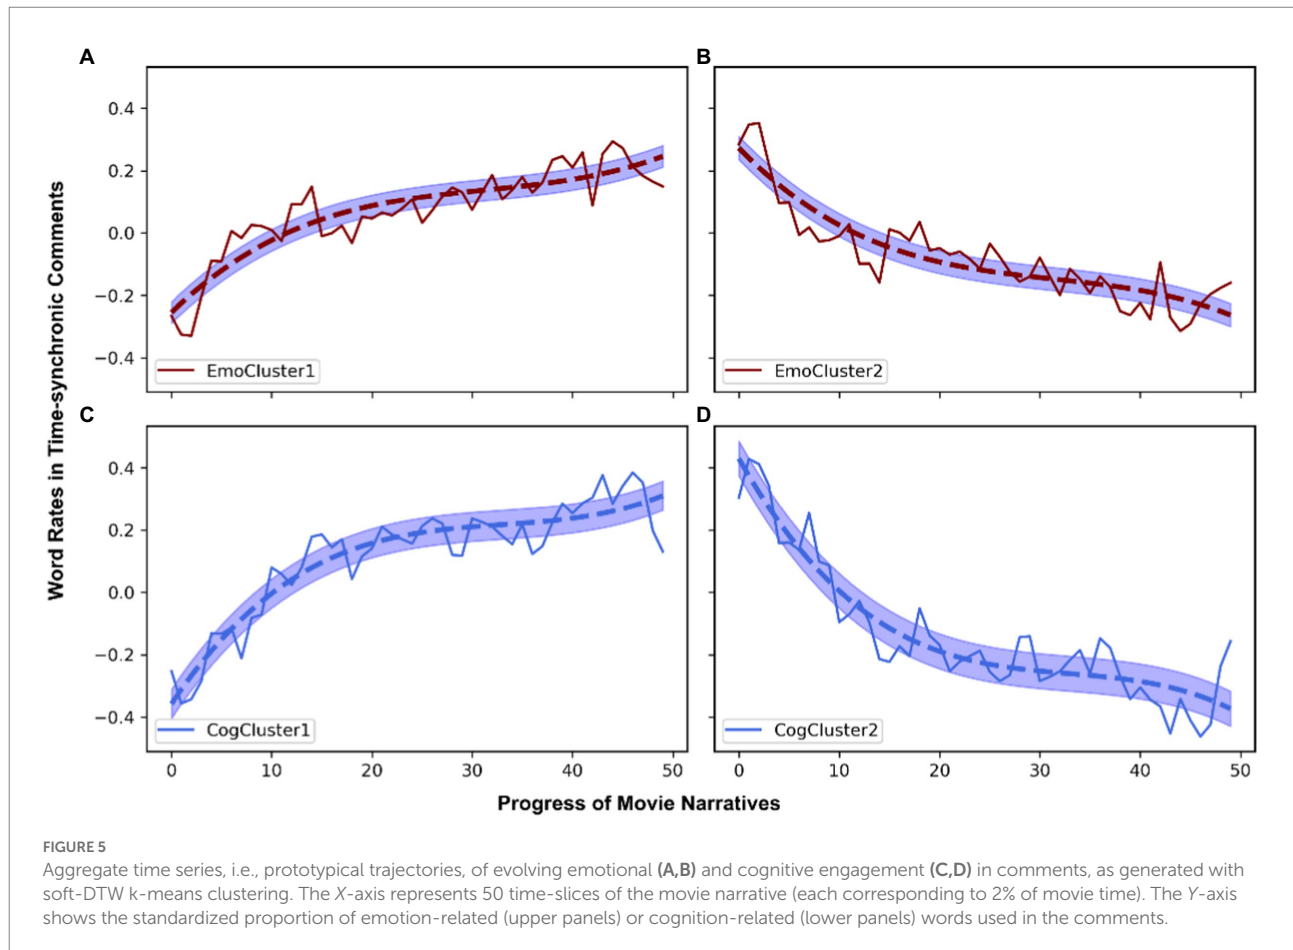 A
B
0.4
0.2
0.0
−0.2
−0.4
EmoCluster1
EmoCluster2
Word Rates in Time-synchronic Comments
C
D
0.4
0.2
0.0
−0.2
−0.4
CogCluster1
CogCluster2
0 10 20 30 40 50
0 10 20 30 40 50
Progress of Movie Narratives
FIGURE 5
Aggregate time series, i.e., prototypical trajectories, of evolving emotional (A,B) and cognitive engagement (C,D) in comments, as generated with
soft-DTW k-means clustering. The X-axis represents 50 time-slices of the movie narrative (each corresponding to 2% of movie time). The Y-axis
shows the standardized proportion of emotion-related (upper panels) or cognition-related (lower panels) words used in the comments.